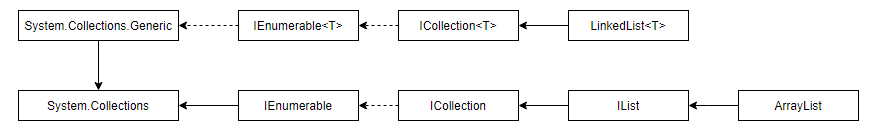 System.Collections.Generic
IEnumerable<T>
ICollection<T>
LinkedList<T>
System.Collections
IEnumerable
ICollection
IList
ArrayList